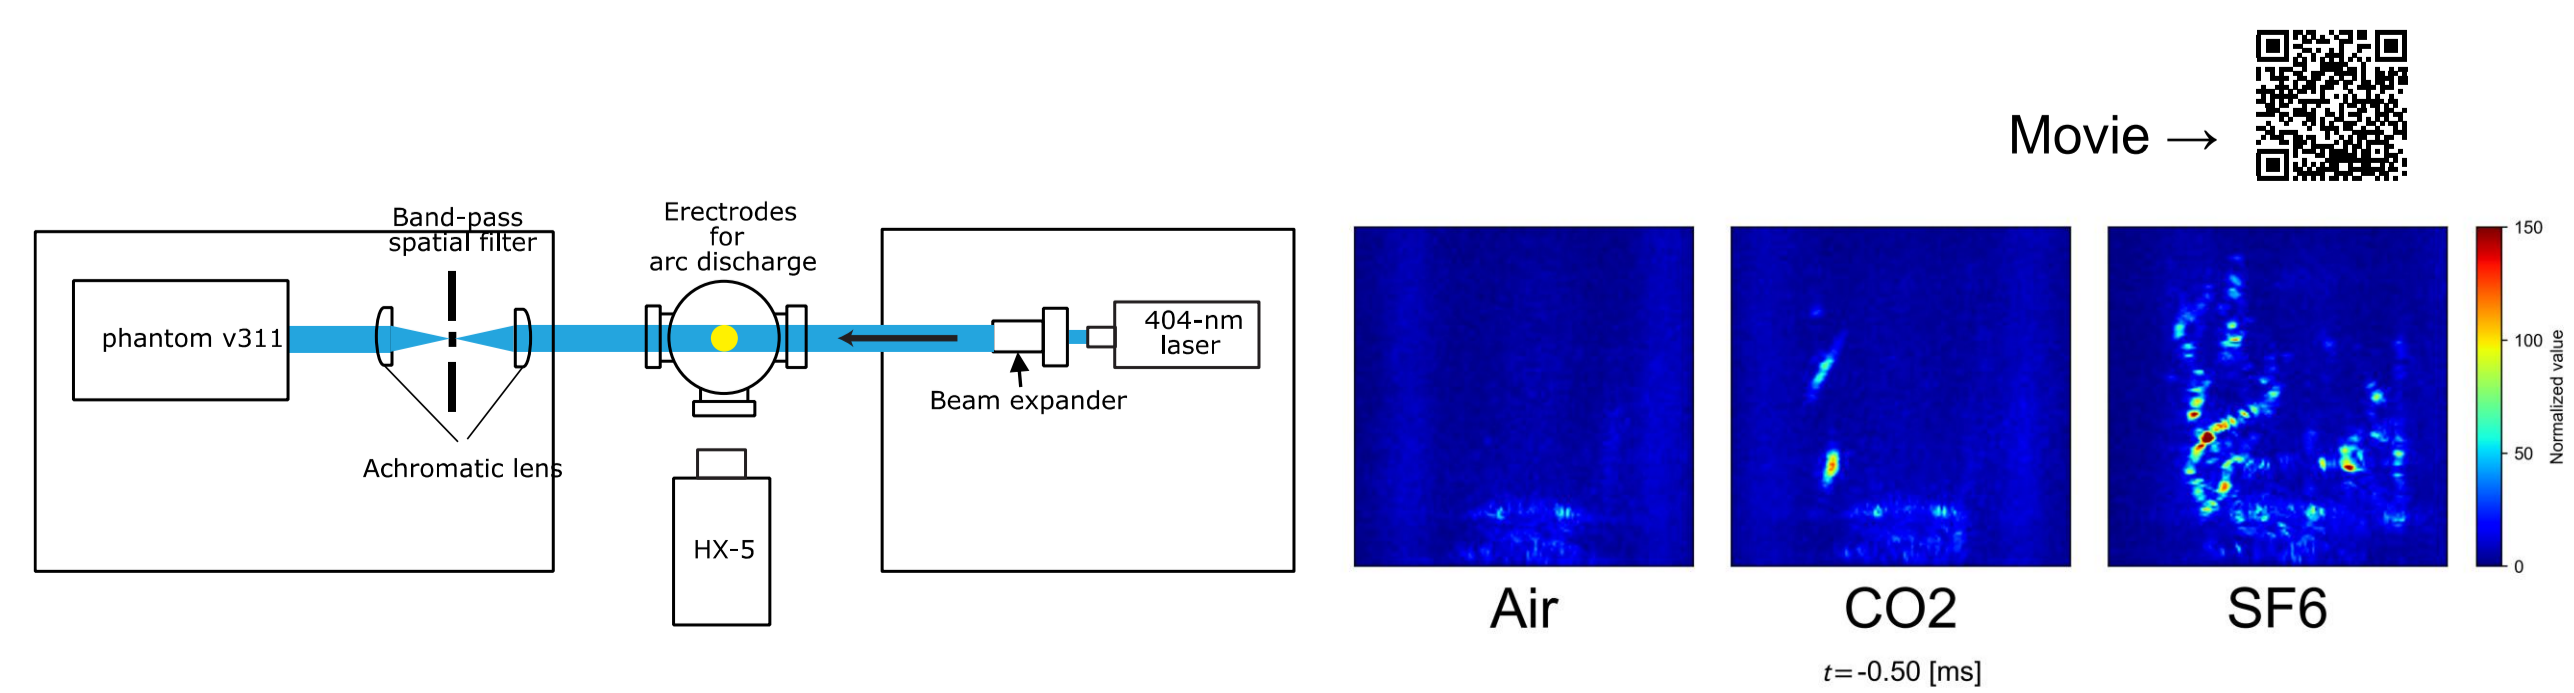 Movie →
Band-pass
spatial filter
Erectrodes
for
arc discharge
phantom v311
404-nm
laser
Beam expander
Achromatic lens
HX-5
150
100
50
0
Normalized value
Air
CO2
SF6
t=-0.50 [ms]